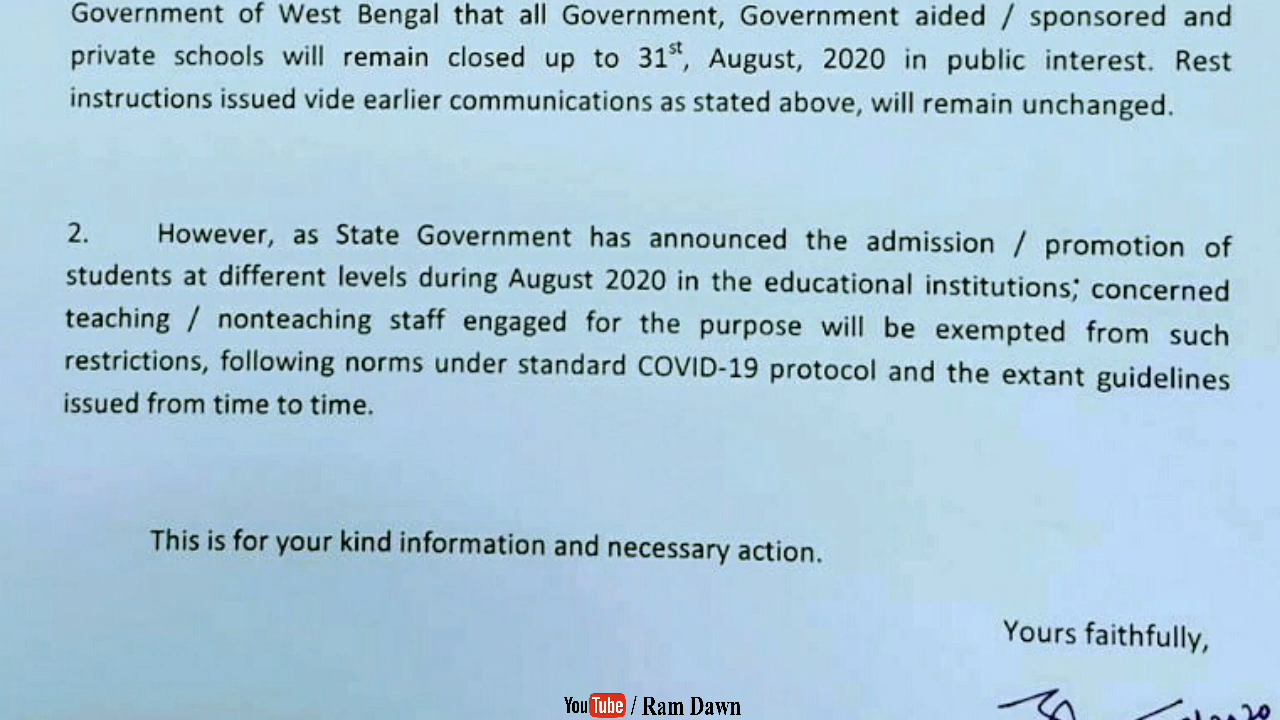 Government of West Bengal that all Government, Government aided / sponsored and
private schools will remain closed up to 31st, August, 2020 in public interest. Rest
instructions issued vide earlier communications as stated above, will remain unchanged.
2. However, as State Government has announced the admission / promotion of
students at different levels during August 2020 in the educational institutions; concerned
teaching / nonteaching staff engaged for the purpose will be exempted from such
restrictions, following norms under standard COVID-19 protocol and the extant guidelines
issued from time to time.
This is for your kind information and necessary action.
Yours faithfully,
YouTube / Ram Dawn